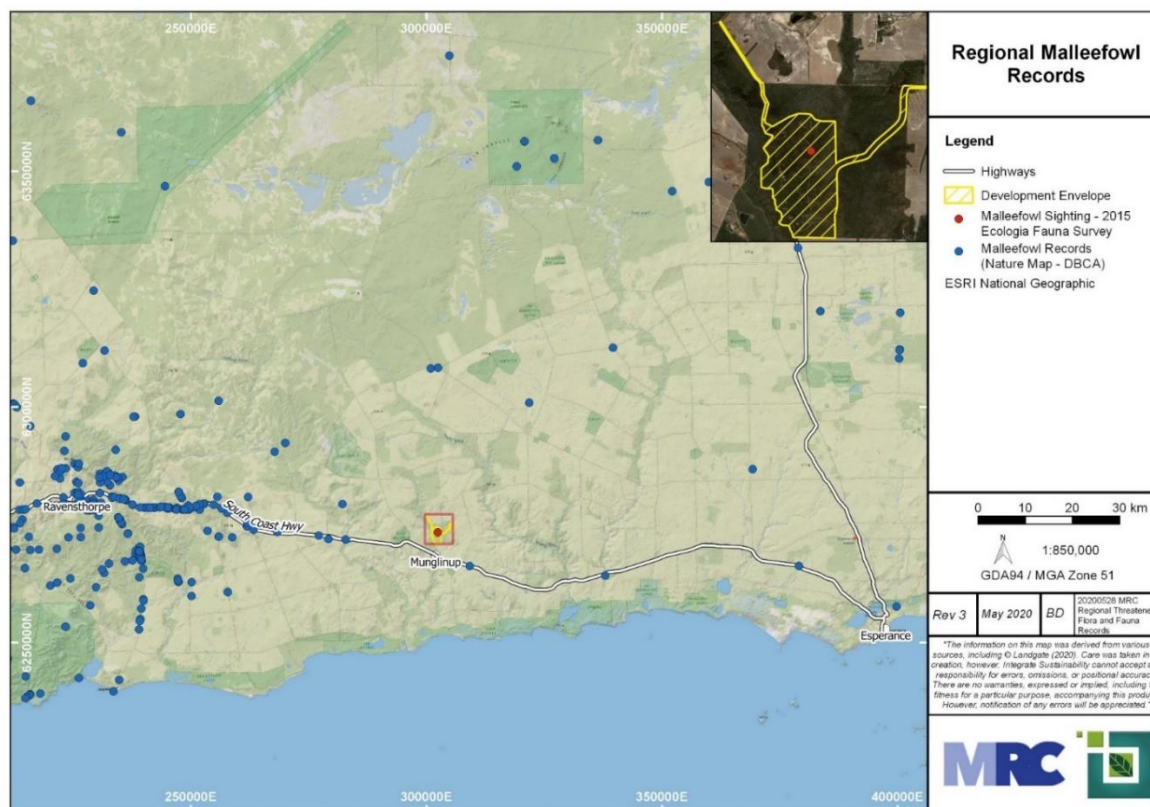 250000E
300000E
350000E
6350000N
6300000N
6250000N
Ravensthorpe
South Coast Hwy
Munglinup
Esperance
250000E
300000E
350000E
400000E
Regional Malleefowl
Records
Legend
Highways
Development Envelope
Malleefowl Sighting - 2015
Ecologia Fauna Survey
Malleefowl Records
(Nature Map - DBCA)
ESRI National Geographic
0 10 20 30 km
N
1:850,000
GDA94 / MGA Zone 51
Rev 3
May 2020
BD
20200528 MRC
Regional Threatene
Flora and Fauna
Records
"The information on this map was derived from various
sources, including © Landgate (2020). Care was taken in
creation, however, Integrate Sustainability cannot accept
responsibility for errors, omissions, or positional accurac
There are no warranties, expressed or implied, including
fitness for a particular purpose, accompanying this produ
However, notification of any errors will be appreciated."
MRC